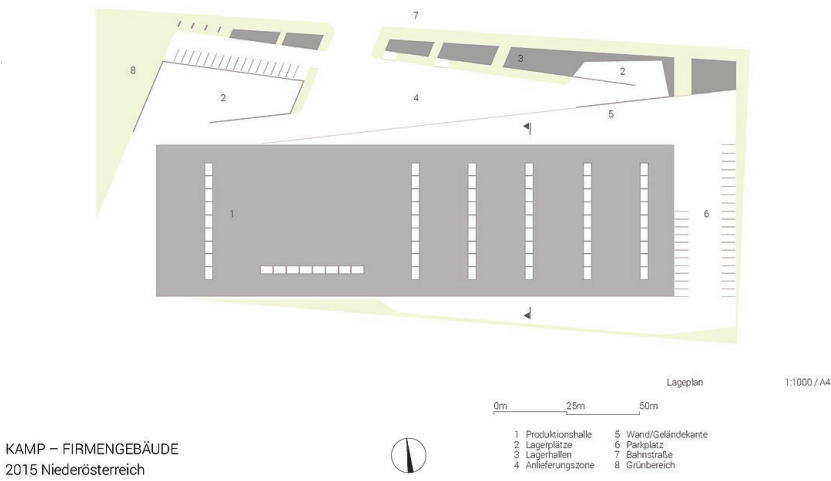 7
3
8
2
2
4
5
1
6
Lageplan 1:1000 / A4
0m 25m 50m
1 Produktionshalle 5 Wand/Geländekante
2 Lagerplätze 6 Parkplatz
3 Lagerhallen 7 Bahnstraße
4 Anlieferungszone 8 Grünbereich
KAMP – FIRMENGEBÄUDE
2015 Niederösterreich